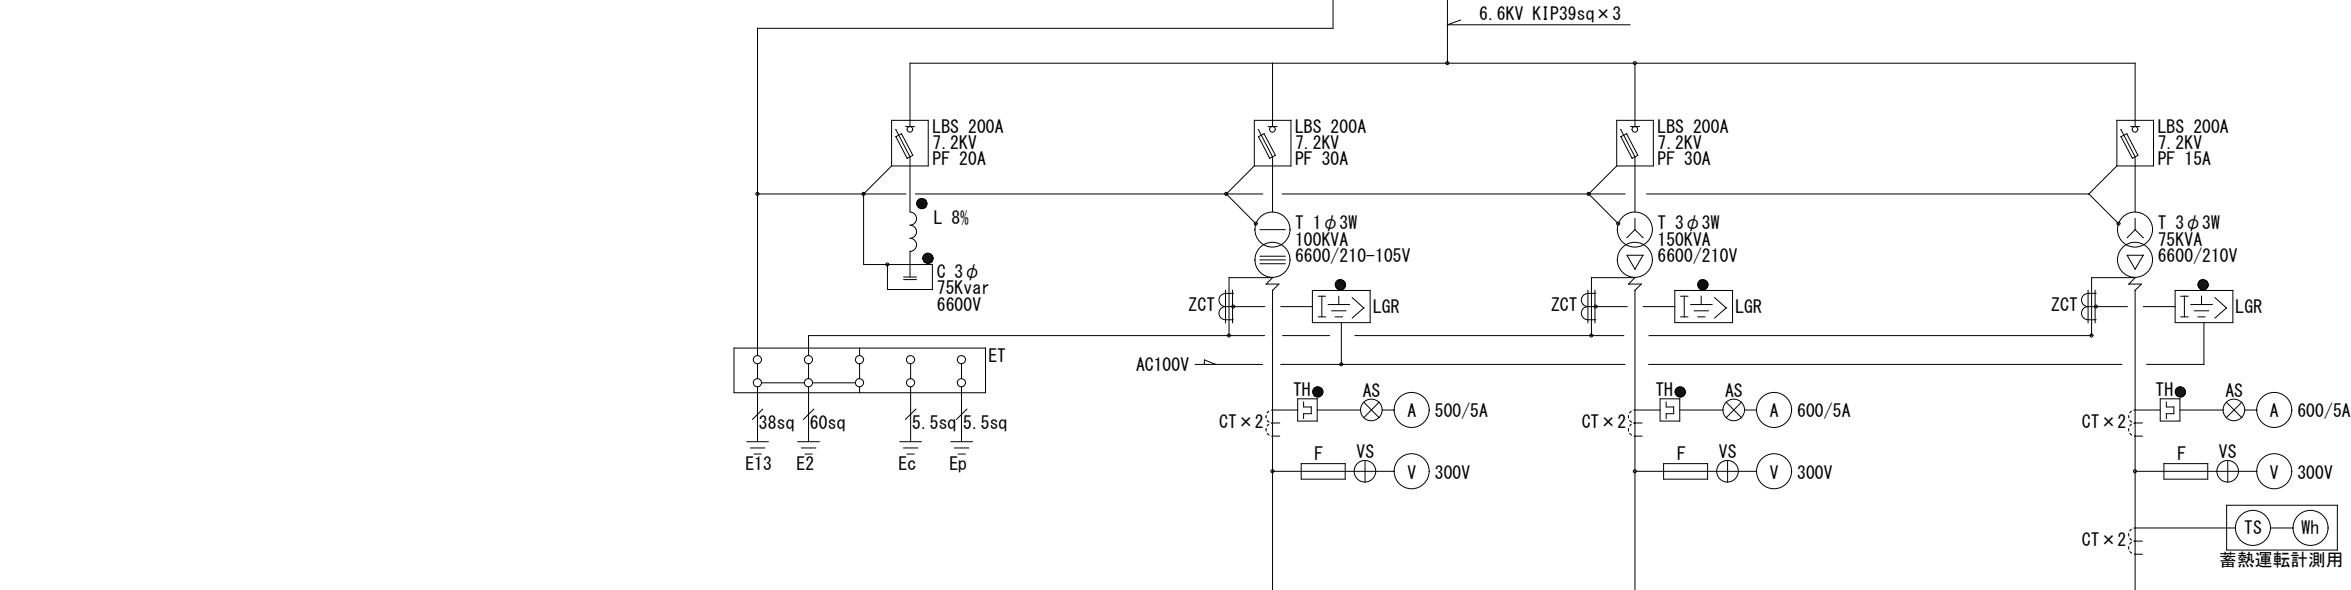 6.6KV KIP39sq×3
LBS 200A
7.2KV
PF 20A
LBS 200A
7.2KV
PF 30A
LBS 200A
7.2KV
PF 30A
LBS 200A
7.2KV
PF 15A
L 8%
C 3φ
75Kvar
6600V
T 1φ3W
100KVA
6600/210-105V
T 3φ3W
150KVA
6600/210V
T 3φ3W
75KVA
6600/210V
ZCT
LGR
ZCT
LGR
ZCT
LGR
ET
AC100V
TH
AS
CT×2
A
500/5A
TH
AS
CT×2
A
600/5A
TH
AS
CT×2
A
600/5A
38sq
60sq
5.5sq
5.5sq
E13
E2
Ec
Ep
F
VS
V
300V
F
VS
V
300V
F
VS
V
300V
CT×2
TS
Wh
蓄熱運転計測用